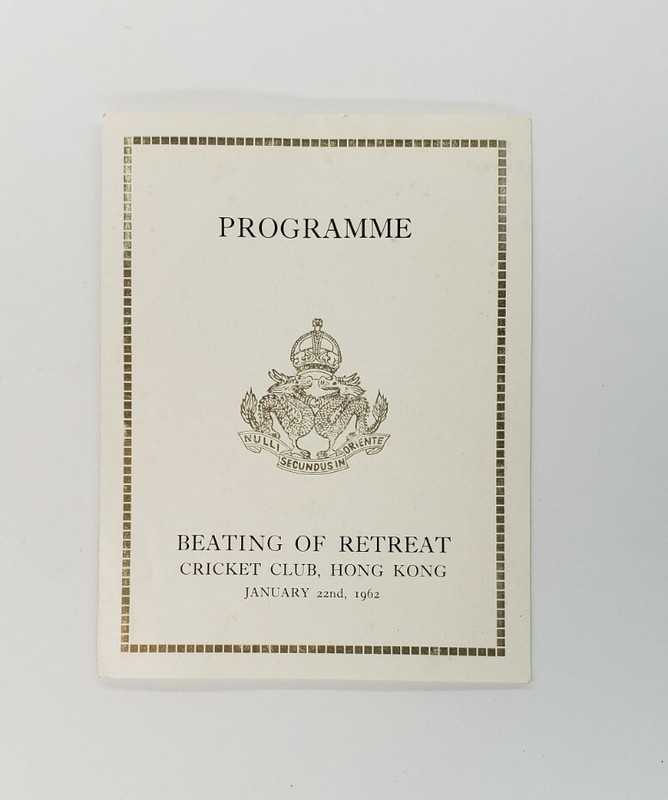 PROGRAMME
NULLI SECUNDUS IN ORIENTE
BEATING OF RETREAT
CRICKET CLUB, HONG KONG
JANUARY 22nd, 1962